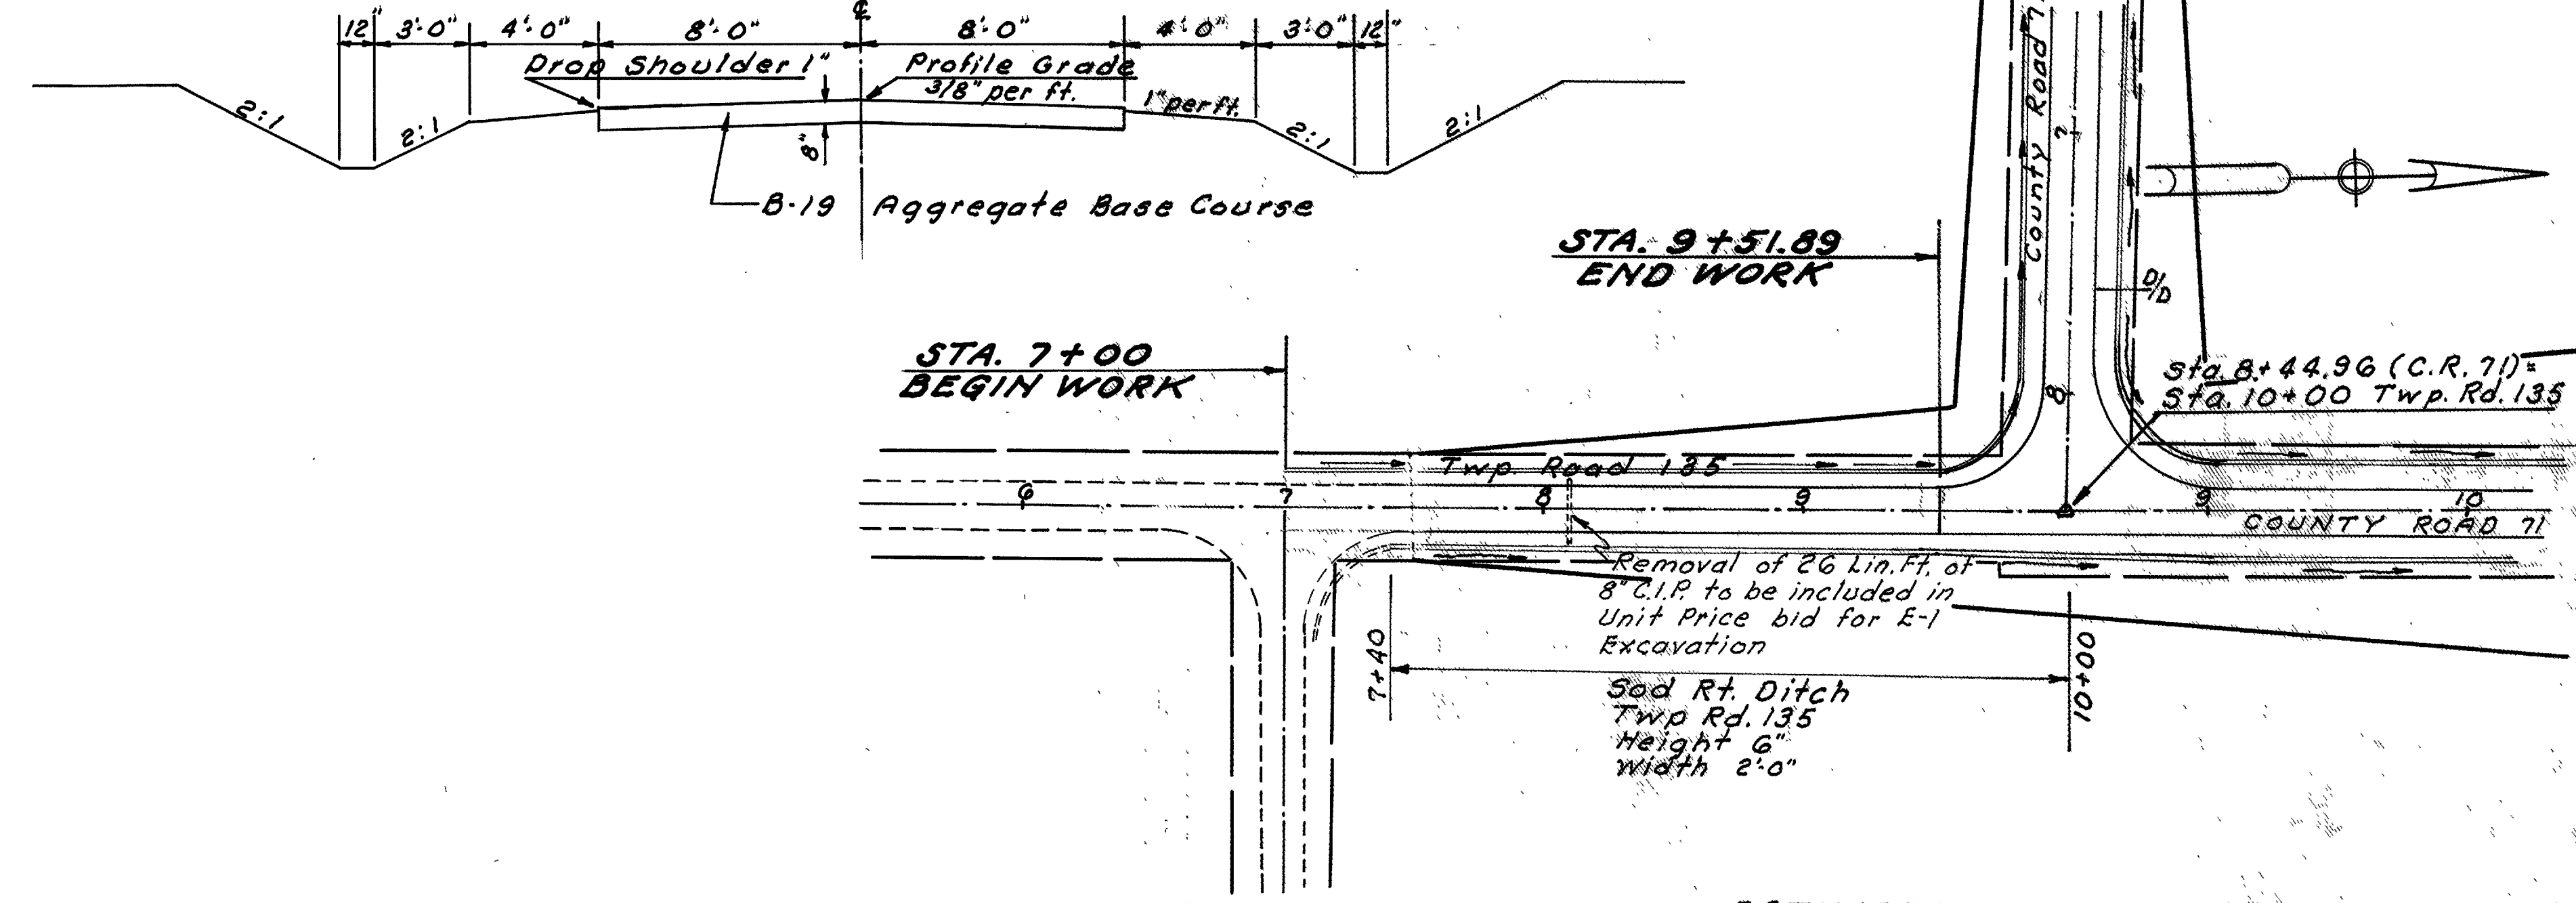 12" 3'-0" 4'-0" 8'-0" ℄ 8'-0" 4'-0" 3'-0" 12"
Drop Shoulder 1" Profile Grade
3/8" per ft.
1" per ft.
2:1 2:1 2:1 2:1
8"
B-19 Aggregate Base Course
County Road 7
7
8
STA. 9+51.89
END WORK
D/D
STA. 7+00
BEGIN WORK
Sta. 8+44.96 (C.R. 71)=
Sta. 10+00 Twp. Rd. 135
Twp. Road 135
6 7 8 9 9 10
COUNTY ROAD 71
Removal of 26 Lin. Ft. of
8" C.I.P. to be included in
Unit Price bid for E-1
Excavation
7+40
10+00
Sod Rt. Ditch
Twp Rd. 135
Height 6"
Width 2'-0"